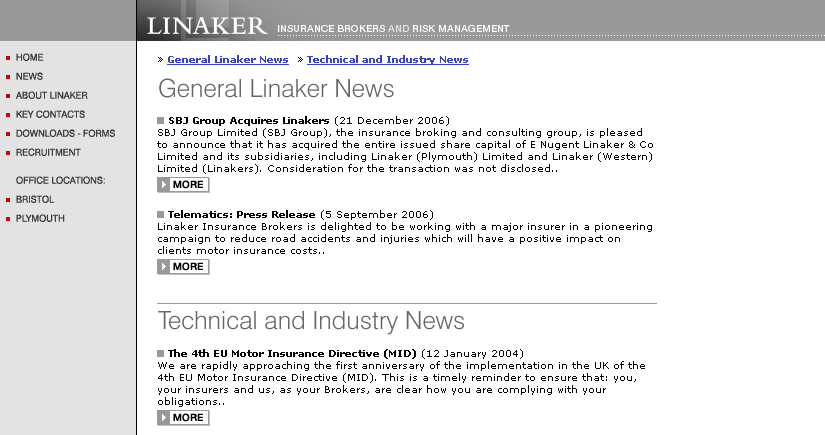 LINAKER INSURANCE BROKERS AND RISK MANAGEMENT
HOME
NEWS
ABOUT LINAKER
KEY CONTACTS
DOWNLOADS - FORMS
RECRUITMENT
OFFICE LOCATIONS:
BRISTOL
PLYMOUTH
» General Linaker News » Technical and Industry News
General Linaker News
SBJ Group Acquires Linakers (21 December 2006)
SBJ Group Limited (SBJ Group), the insurance broking and consulting group, is pleased
to announce that it has acquired the entire issued share capital of E Nugent Linaker & Co
Limited and its subsidiaries, including Linaker (Plymouth) Limited and Linaker (Western)
Limited (Linakers). Consideration for the transaction was not disclosed..
MORE
Telematics: Press Release (5 September 2006)
Linaker Insurance Brokers is delighted to be working with a major insurer in a pioneering
campaign to reduce road accidents and injuries which will have a positive impact on
clients motor insurance costs..
MORE
Technical and Industry News
The 4th EU Motor Insurance Directive (MID) (12 January 2004)
We are rapidly approaching the first anniversary of the implementation in the UK of the
4th EU Motor Insurance Directive (MID). This is a timely reminder to ensure that: you,
your insurers and us, as your Brokers, are clear how you are complying with your
obligations..
MORE